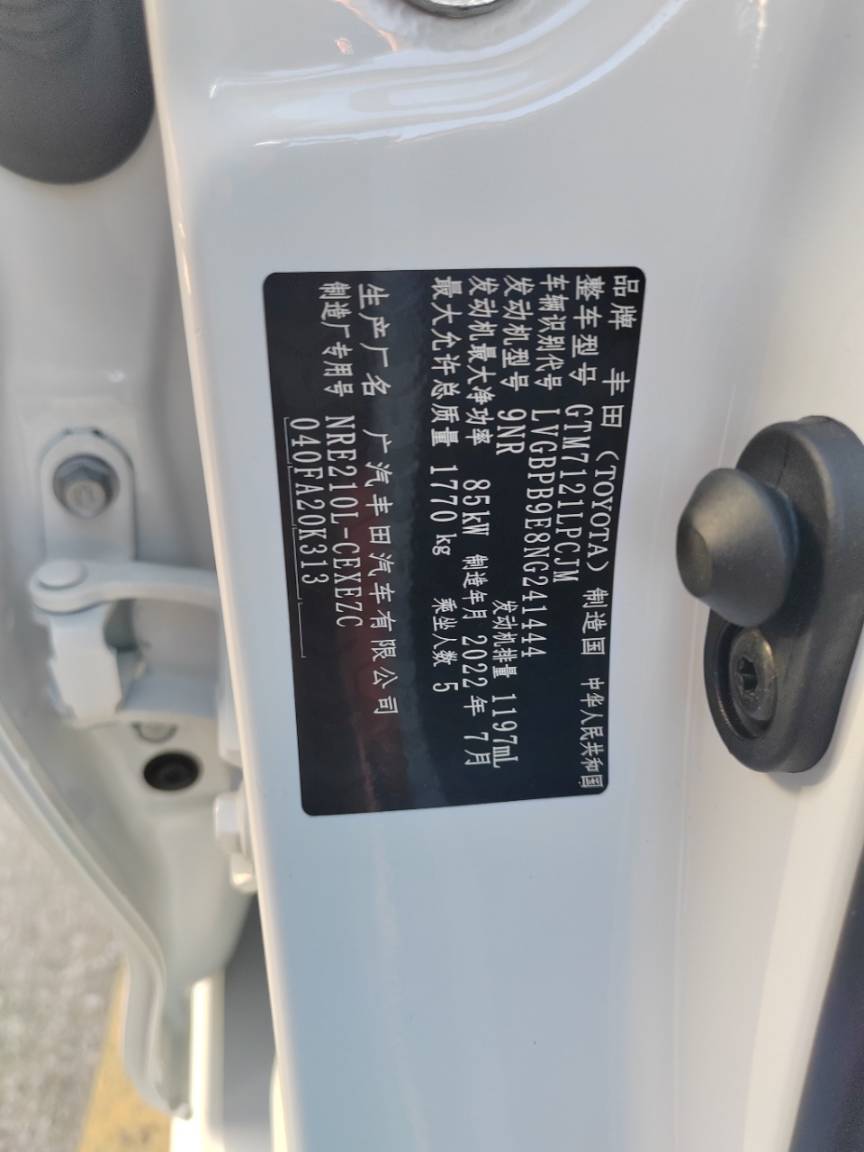 品牌 丰田（TOYOTA） 制造国 中华人民共和国
整车型号 GTM7121LPCJM
车辆识别代号 LVGBPB9E8NG241444
发动机型号 9NR 发动机排量 1197mL
发动机最大净功率 85kW 制造年月 2022年 7月
最大允许总质量 1770 kg 乘坐人数 5
生产厂名 广汽丰田汽车有限公司
制造厂专用号 NRE210L-CEXEZC
040FA20K313